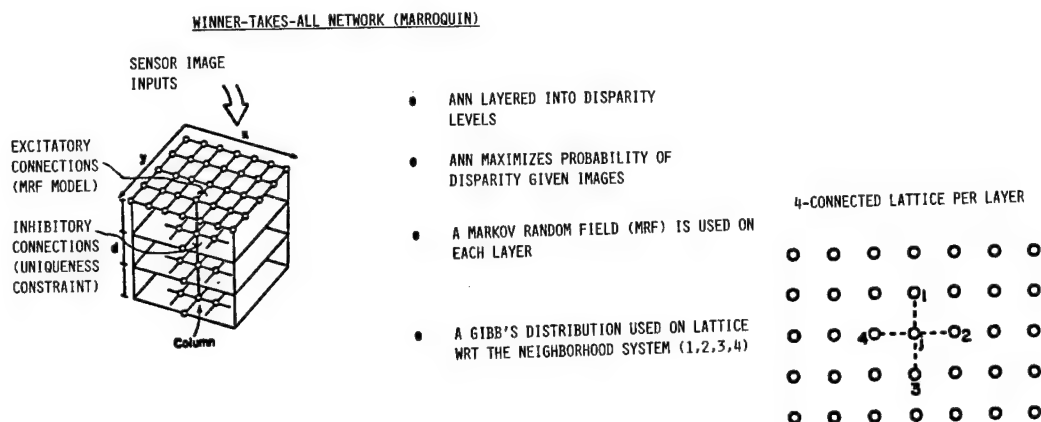 WINNER-TAKES-ALL NETWORK (MARROQUIN)
SENSOR IMAGE
INPUTS
x
y
EXCITATORY
CONNECTIONS
(MRF MODEL)
INHIBITORY
CONNECTIONS
(UNIQUENESS
CONSTRAINT)
d
Column
● ANN LAYERED INTO DISPARITY
LEVELS
● ANN MAXIMIZES PROBABILITY OF
DISPARITY GIVEN IMAGES
● A MARKOV RANDOM FIELD (MRF) IS USED ON
EACH LAYER
● A GIBB'S DISTRIBUTION USED ON LATTICE
WRT THE NEIGHBORHOOD SYSTEM (1,2,3,4)
4-CONNECTED LATTICE PER LAYER
1
4
j
2
3